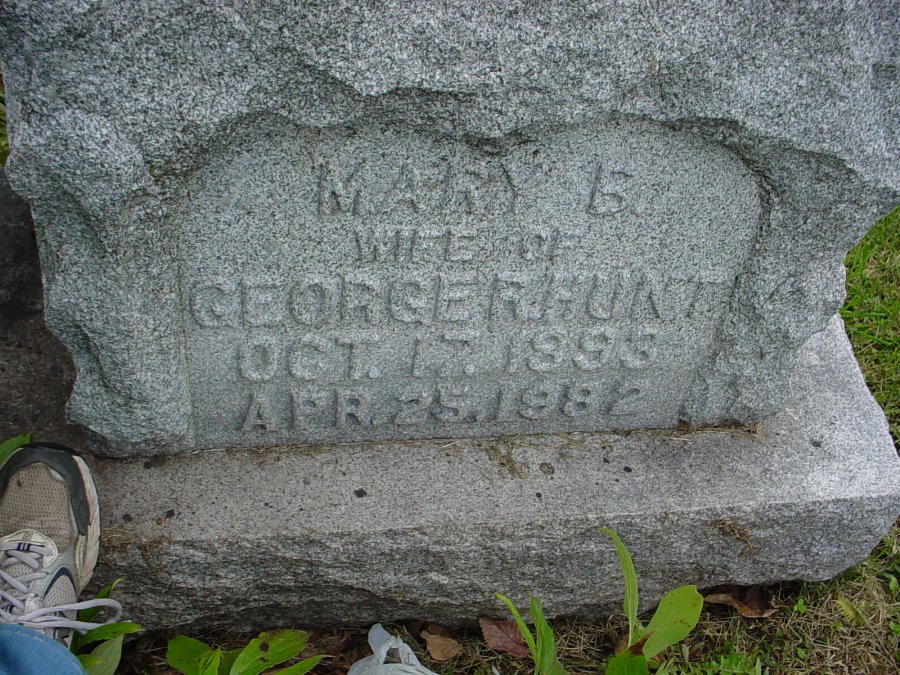 MARY B.
WIFE OF
GEORGE R HUNT
OCT. 17. 1893
APR. 25. 1982